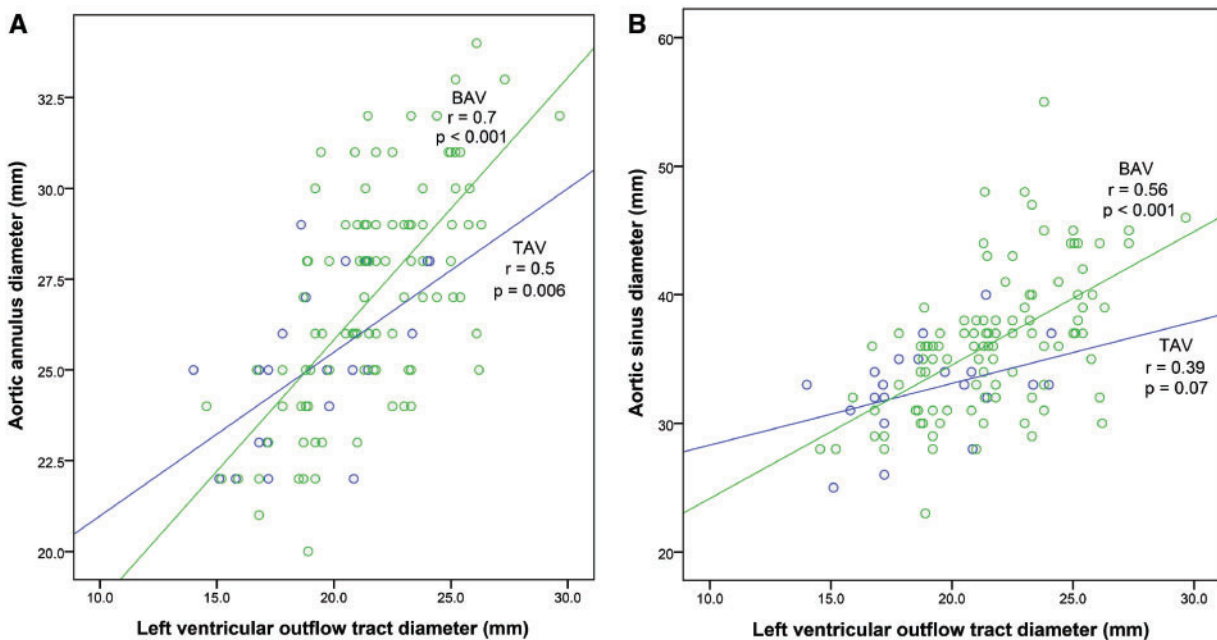 A
Aortic annulus diameter (mm)
32.5
30.0
27.5
25.0
22.5
20.0
BAV
r = 0.7
p < 0.001
TAV
r = 0.5
p = 0.006
10.0 15.0 20.0 25.0 30.0
Left ventricular outflow tract diameter (mm)
B
Aortic sinus diameter (mm)
60
50
40
30
20
BAV
r = 0.56
p < 0.001
TAV
r = 0.39
p = 0.07
10.0 15.0 20.0 25.0 30.0
Left ventricular outflow tract diameter (mm)